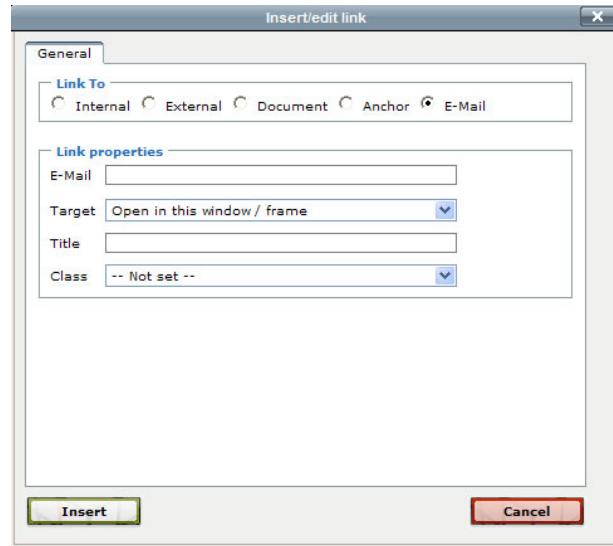 Insert/edit link
General
Link To
Internal External Document Anchor E-Mail
Link properties
E-Mail
Target Open in this window / frame
Title
Class -- Not set --
Insert Cancel